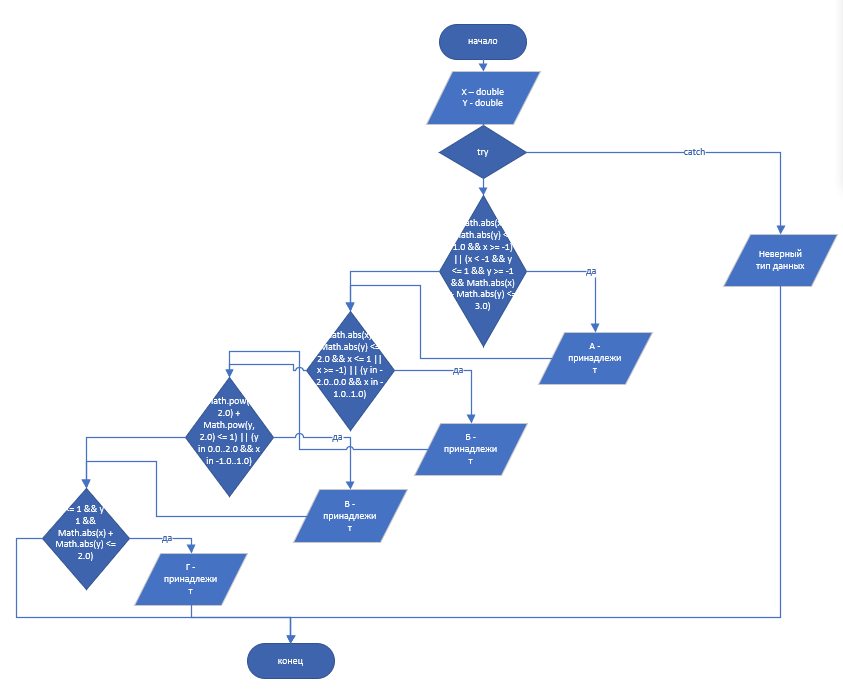 начало
X – double
Y - double
try
catch
Неверный
тип данных
ath.abs(x
Math.abs(y) <
1.0 && x >= -1)
|| (x < -1 && y
<= 1 && y >= -1
&& Math.abs(x)
Math.abs(y) <=
3.0)
да
А -
принадлежи
т
ath.abs(x)
Math.abs(y) <=
2.0 && x <= 1 ||
x >= -1) || (y in -
2.0..0.0 && x in -
1.0..1.0)
да
Б -
принадлежи
т
ath.pow(
2.0) +
Math.pow(y,
2.0) <= 1) || (y
in 0.0..2.0 && x
in -1.0..1.0)
да
В -
принадлежи
т
<= 1 && y
1 &&
Math.abs(x) +
Math.abs(y) <=
2.0)
да
Г -
принадлежи
т
конец